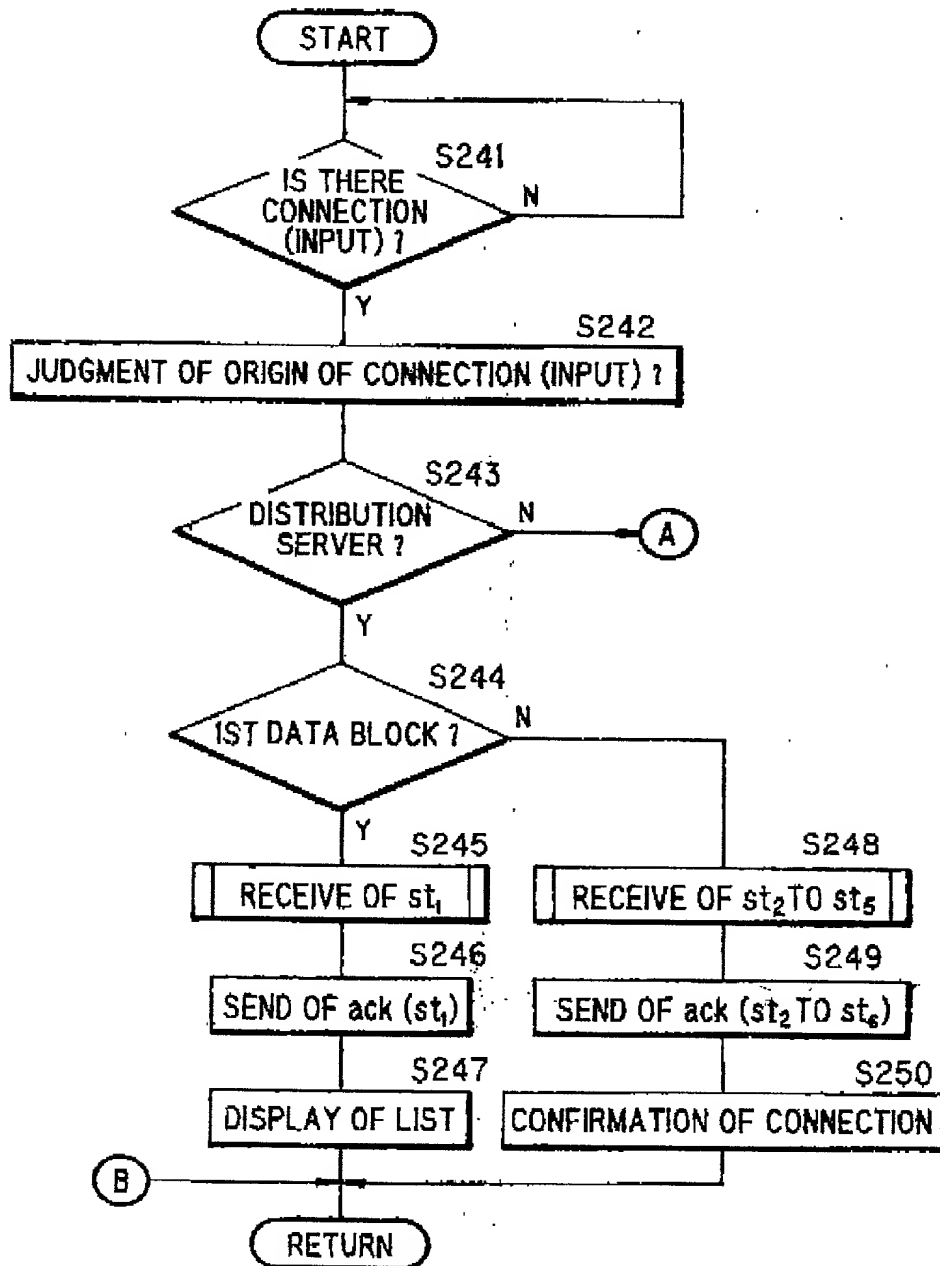 START
S241
IS THERE
CONNECTION
(INPUT) ?
N
Y
S242
JUDGMENT OF ORIGIN OF CONNECTION (INPUT) ?
S243
DISTRIBUTION
SERVER ?
N
A
Y
S244
1ST DATA BLOCK ?
N
Y
S245
RECEIVE OF st₁
S248
RECEIVE OF st₂ TO st₅
S246
SEND OF ack (st₁)
S249
SEND OF ack (st₂ TO st₆)
S247
DISPLAY OF LIST
S250
CONFIRMATION OF CONNECTION
B
RETURN